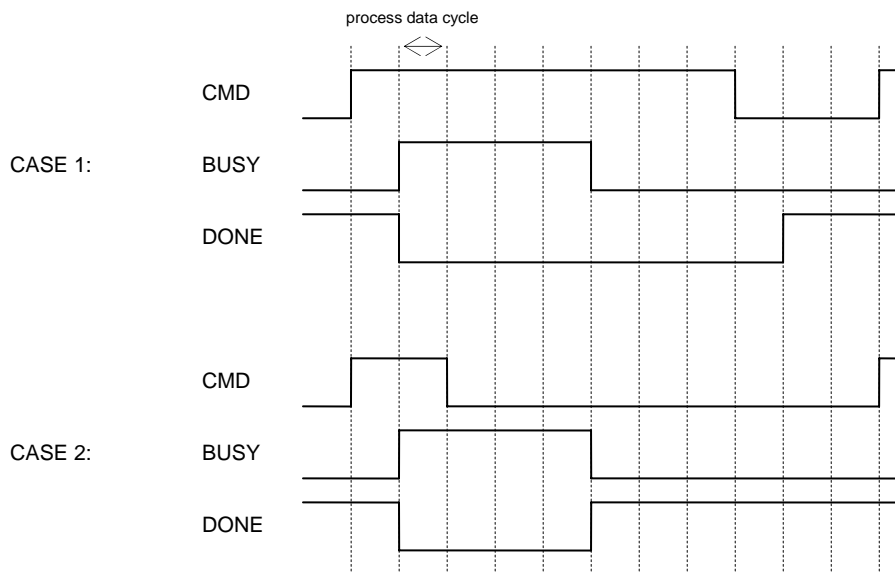 process data cycle
CMD
CASE 1: BUSY
DONE
CMD
CASE 2: BUSY
DONE